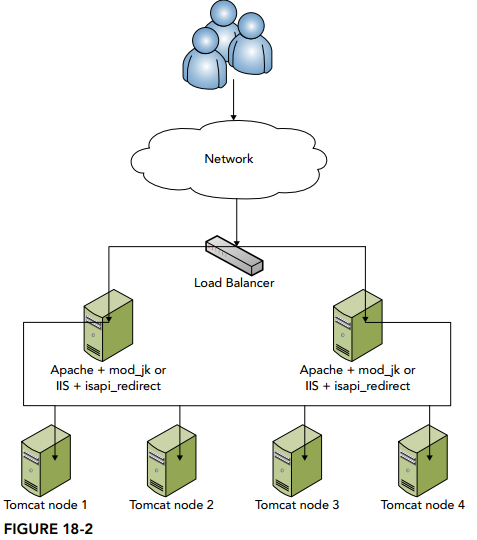 Network
Load Balancer
Apache + mod_jk or
IIS + isapi_redirect
Apache + mod_jk or
IIS + isapi_redirect
Tomcat node 1
Tomcat node 2
Tomcat node 3
Tomcat node 4
FIGURE 18-2